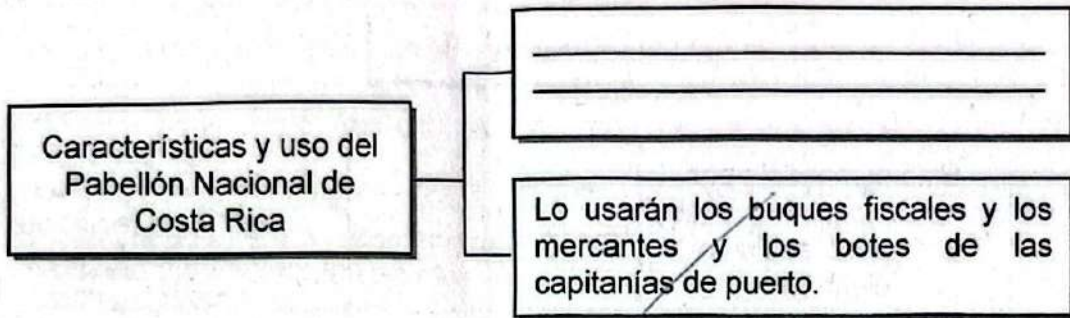 Características y uso del
Pabellón Nacional de
Costa Rica
Lo usarán los buques fiscales y los
mercantes y los botes de las
capitanías de puerto.